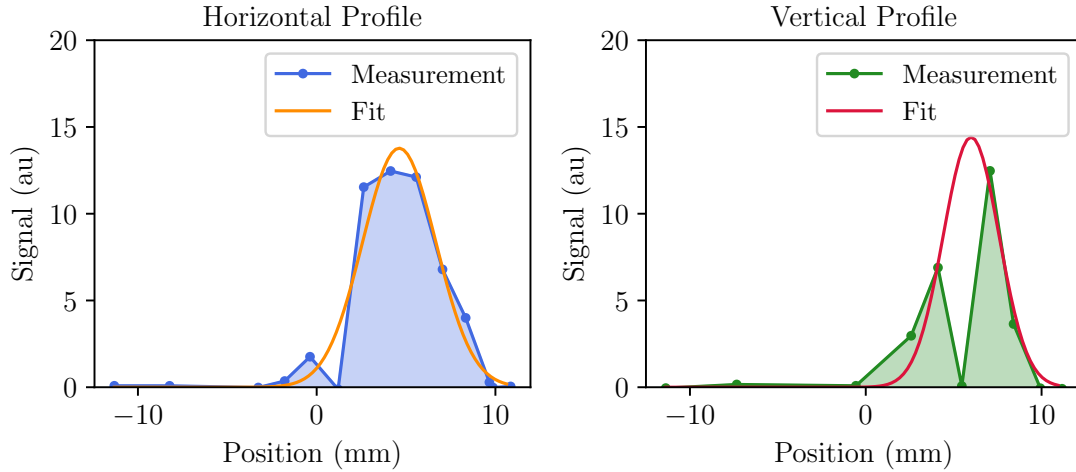 Horizontal Profile
Signal (au)
20
15
10
5
0
Measurement
Fit
−10
0
10
Position (mm)
Vertical Profile
Signal (au)
20
15
10
5
0
Measurement
Fit
−10
0
10
Position (mm)